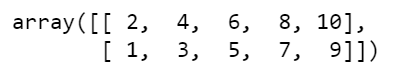 array([[ 2,  4,  6,  8, 10],
       [ 1,  3,  5,  7,  9]])